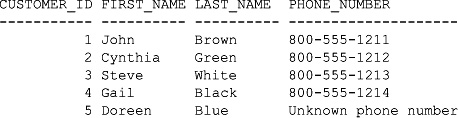 CUSTOMER_ID FIRST_NAME LAST_NAME  PHONE_NUMBER
----------- ---------- ---------- --------------------
          1 John       Brown      800-555-1211
          2 Cynthia    Green      800-555-1212
          3 Steve      White      800-555-1213
          4 Gail       Black      800-555-1214
          5 Doreen     Blue       Unknown phone number